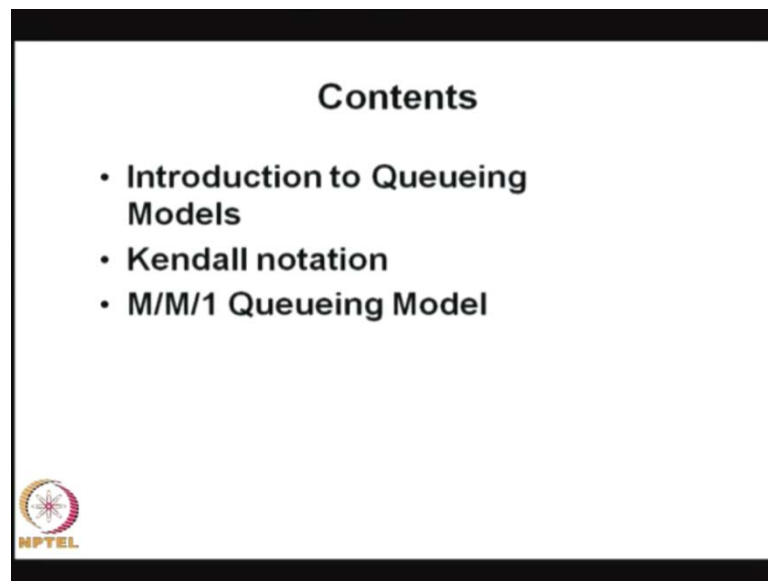 Contents
• Introduction to Queueing
Models
• Kendall notation
• M/M/1 Queueing Model
NPTEL